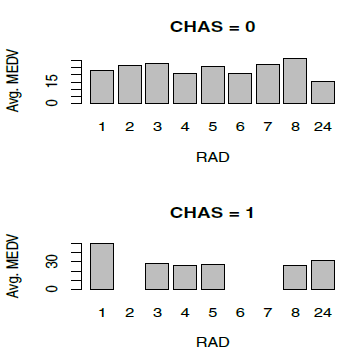 CHAS = 0
Avg. MEDV
15
0
1 2 3 4 5 6 7 8 24
RAD
CHAS = 1
Avg. MEDV
30
0
1 2 3 4 5 6 7 8 24
RAD